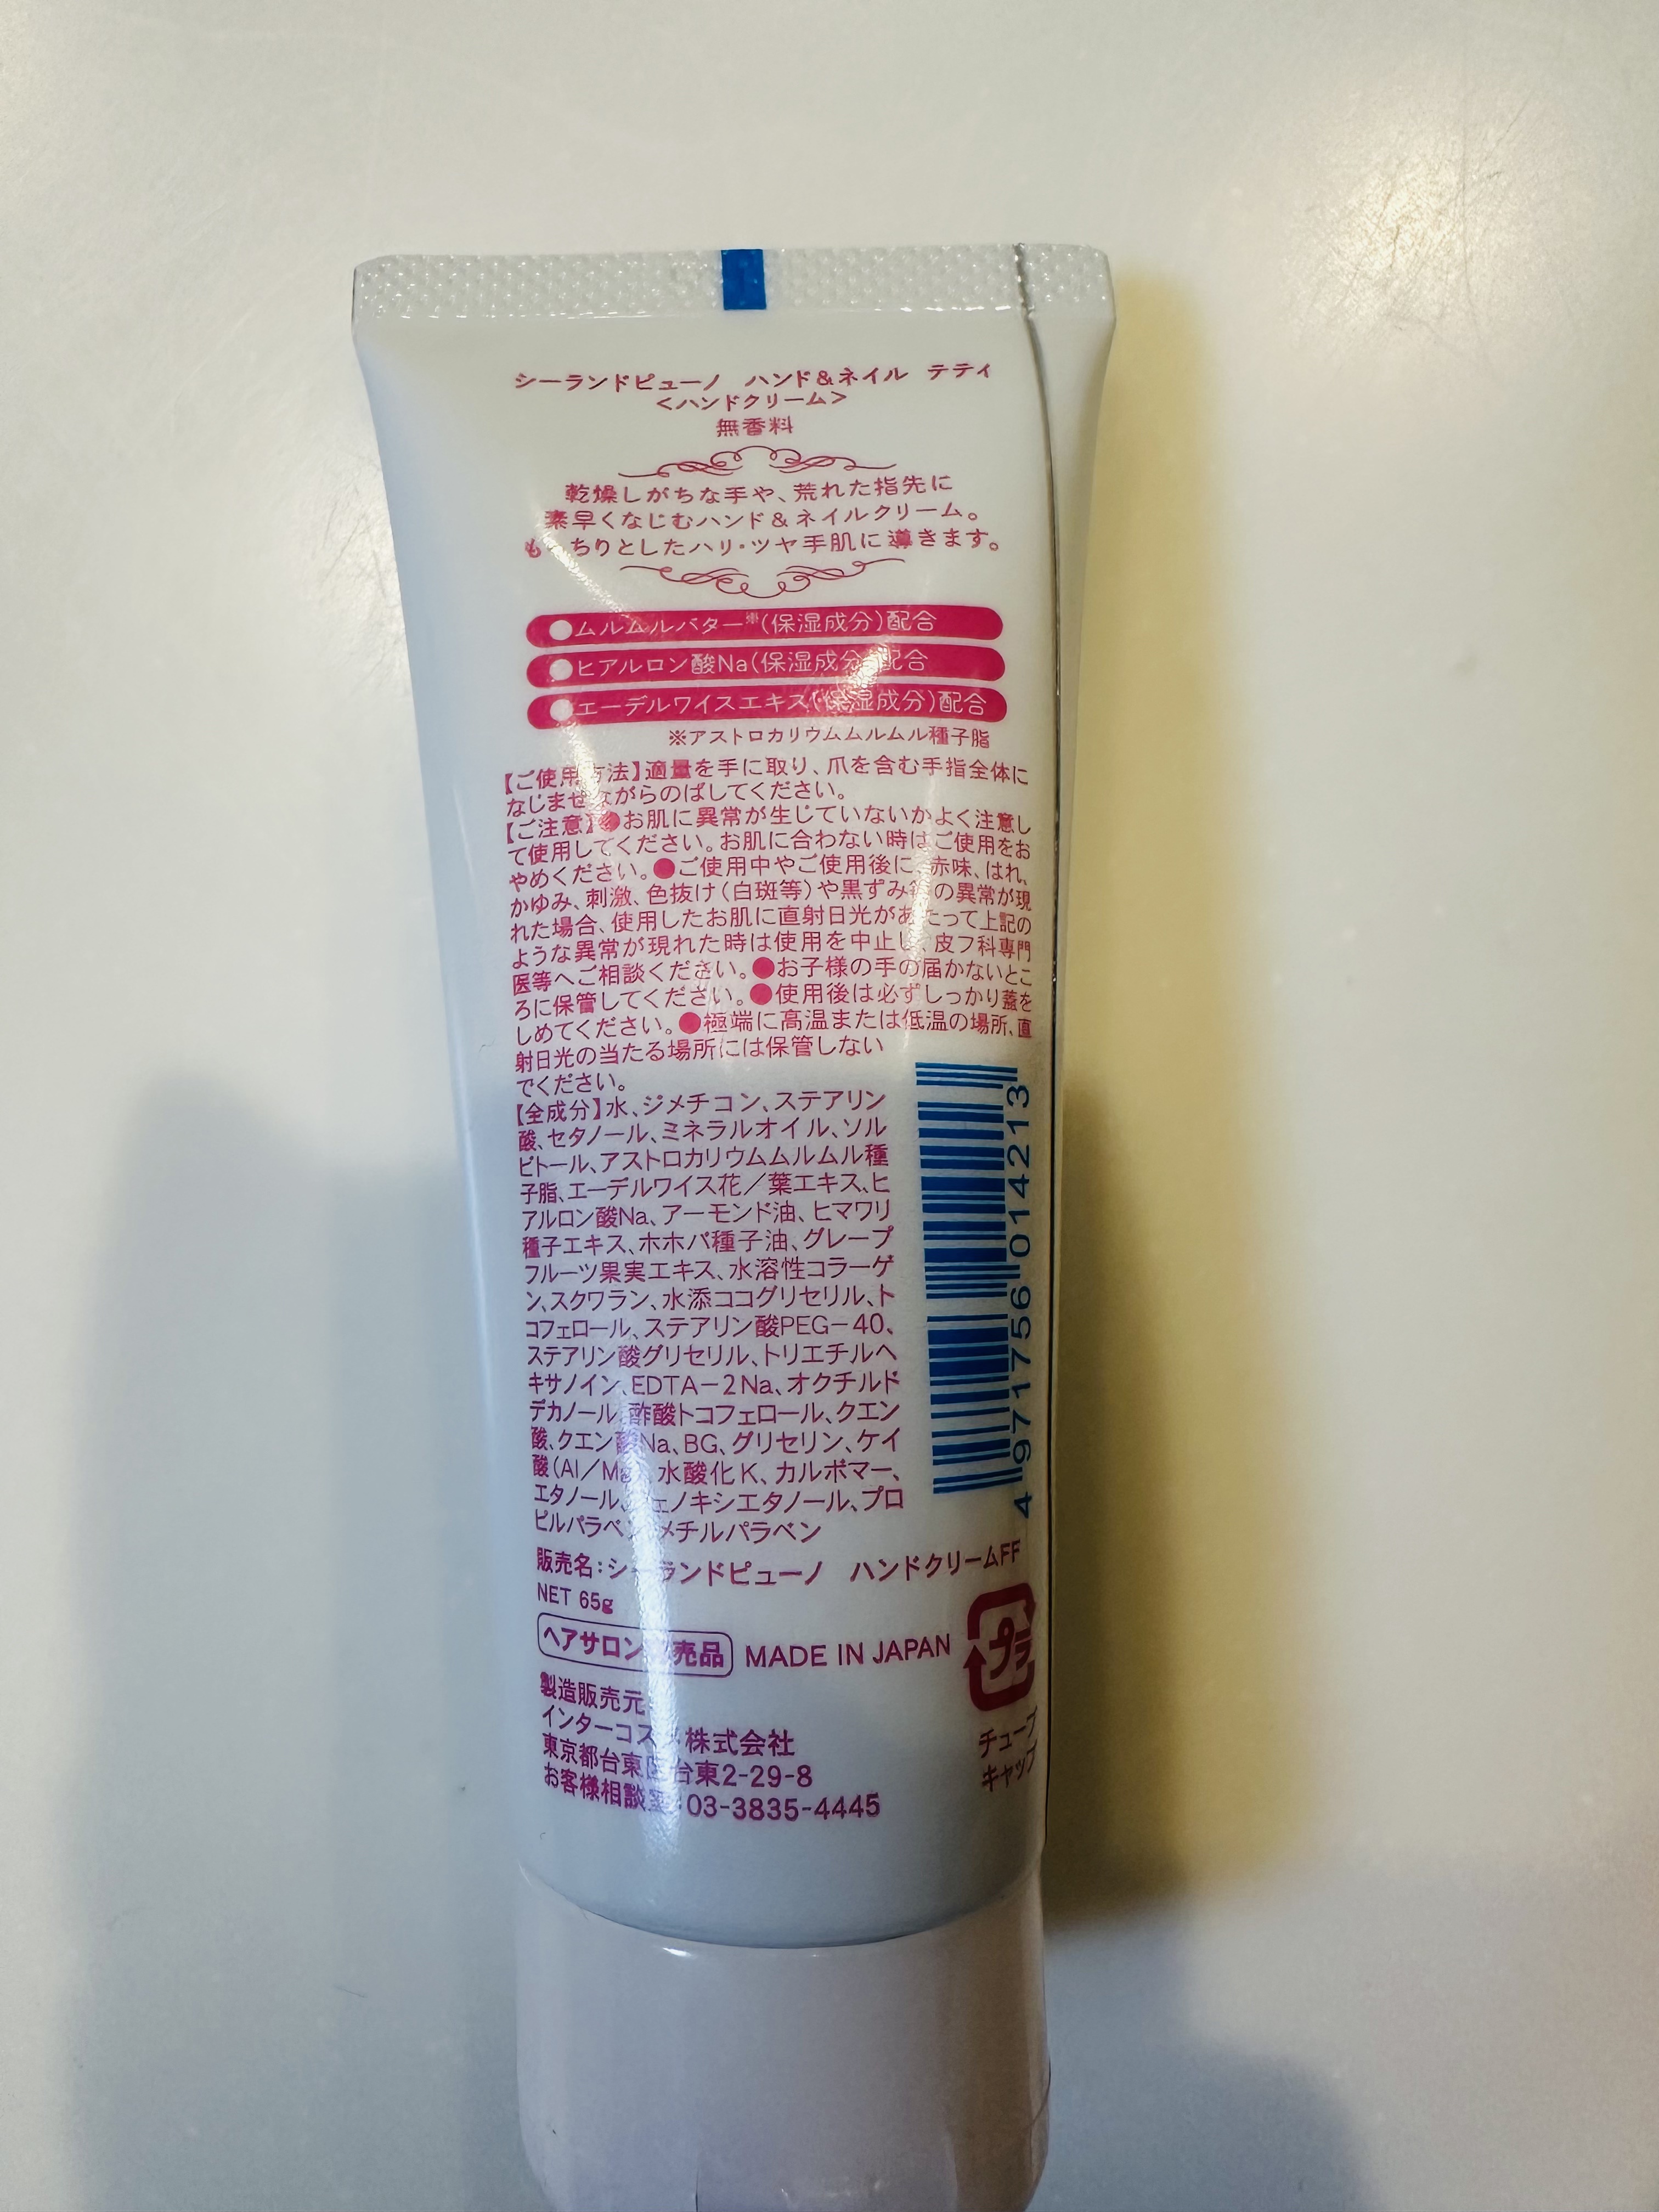 シーランドピューノ ハンド&ネイル テティ
<ハンドクリーム>
無香料
乾燥しがちな手や、荒れた指先に
素早くなじむハンド&ネイルクリーム。
も ちりとしたハリ・ツヤ手肌に導きます。
●ムルムルバター※(保湿成分)配合
●ヒアルロン酸Na(保湿成分)配合
●エーデルワイスエキス(保湿成分)配合
※アストロカリウムムルムル種子脂
【ご使用方法】適量を手に取り、爪を含む手指全体に
なじませながらのばしてください。
【ご注意】●お肌に異常が生じていないかよく注意し
て使用してください。お肌に合わない時はご使用をお
やめください。●ご使用中やご使用後に、赤味、はれ、
かゆみ、刺激、色抜け(白斑等)や黒ずみ等の異常が現
れた場合、使用したお肌に直射日光があたって上記の
ような異常が現れた時は使用を中止し、皮フ科専門
医等へご相談ください。●お子様の手の届かないとこ
ろに保管してください。●使用後は必ずしっかり蓋を
しめてください。●極端に高温または低温の場所、直
射日光の当たる場所には保管しない
でください。
【全成分】水、ジメチコン、ステアリン
酸、セタノール、ミネラルオイル、ソル
ビトール、アストロカリウムムルムル種
子脂、エーデルワイス花/葉エキス、ヒ
アルロン酸Na、アーモンド油、ヒマワリ
種子エキス、ホホバ種子油、グレープ
フルーツ果実エキス、水溶性コラーゲ
ン、スクワラン、水添ココグリセリル、ト
コフェロール、ステアリン酸PEG-40、
ステアリン酸グリセリル、トリエチルヘ
キサノイン、EDTA-2Na、オクチルド
デカノール、酢酸トコフェロール、クエン
酸、クエン酸Na、BG、グリセリン、ケイ
酸(Al/Mg)、水酸化K、カルボマー、
エタノール、フェノキシエタノール、プロ
ピルパラベン、メチルパラベン
4 971756 014213
販売名:シーランドピューノ ハンドクリームFF
NET 65g
ヘアサロン 売品 MADE IN JAPAN
プラ
チューブ
キャップ
製造販売元
インターコスメ株式会社
東京都台東区台東2-29-8
お客様相談室 03-3835-4445